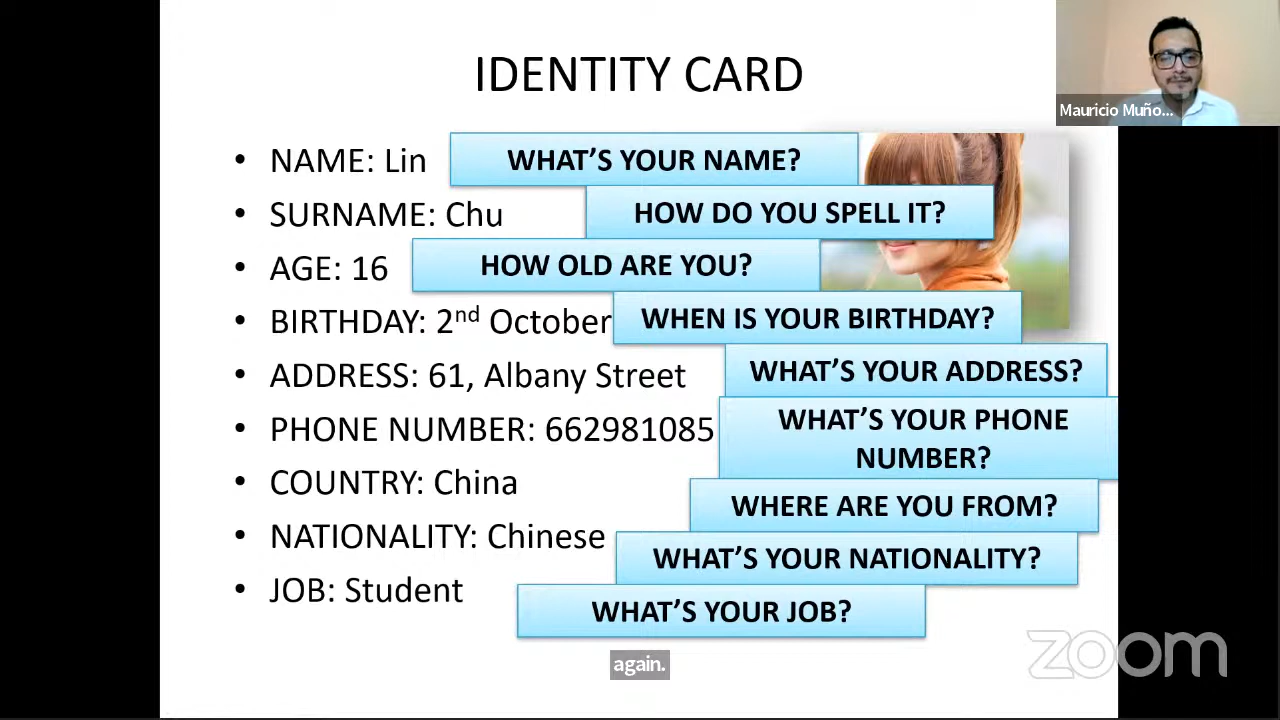 IDENTITY CARD
Mauricio Muño...
• NAME: Lin
WHAT'S YOUR NAME?
• SURNAME: Chu
HOW DO YOU SPELL IT?
• AGE: 16
HOW OLD ARE YOU?
• BIRTHDAY: 2nd October
WHEN IS YOUR BIRTHDAY?
• ADDRESS: 61, Albany Street
WHAT'S YOUR ADDRESS?
• PHONE NUMBER: 662981085
WHAT'S YOUR PHONE
NUMBER?
• COUNTRY: China
WHERE ARE YOU FROM?
• NATIONALITY: Chinese
WHAT'S YOUR NATIONALITY?
• JOB: Student
WHAT'S YOUR JOB?
again.
zoom